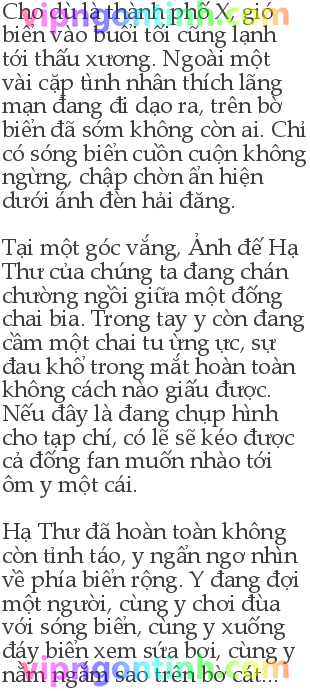 Cho dù là thành phố X, gió
biển vào buổi tối cũng lạnh
tới thấu xương. Ngoài một
vài cặp tình nhân thích lãng
mạn đang đi dạo ra, trên bờ
biển đã sớm không còn ai. Chỉ
có sóng biển cuồn cuộn không
ngừng, chập chờn ẩn hiện
dưới ánh đèn hải đăng.
Tại một góc vắng, Ảnh đế Hạ
Thư của chúng ta đang chán
chường ngồi giữa một đống
chai bia. Trong tay y còn đang
cầm một chai tu ừng ực, sự
đau khổ trong mắt hoàn toàn
không cách nào giấu được.
Nếu đây là đang chụp hình
cho tạp chí, có lẽ sẽ kéo được
cả đống fan muốn nhào tới
ôm y một cái.
Hạ Thư đã hoàn toàn không
còn tỉnh táo, y ngẩn ngơ nhìn
về phía biển rộng. Y đang đợi
một người, cùng y chơi đùa
với sóng biển, cùng y xuống
đáy biển xem sứa bơi, cùng y
nằm ngắm sao trên bờ cát...
vipngontinh.com
vipngontinh.com